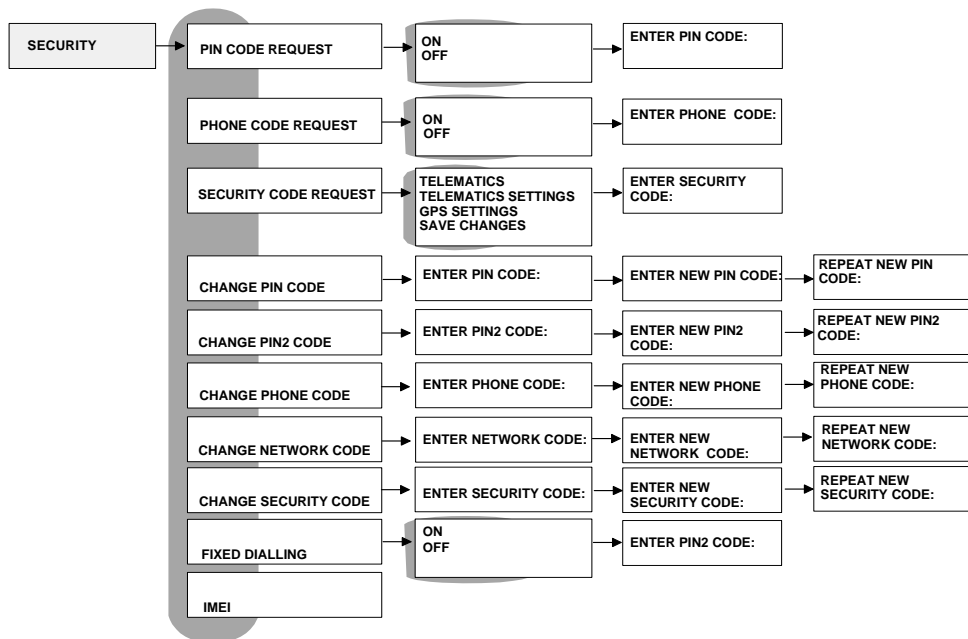 SECURITY
PIN CODE REQUEST
ON
OFF
ENTER PIN CODE:
PHONE CODE REQUEST
ON
OFF
ENTER PHONE CODE:
SECURITY CODE REQUEST
TELEMATICS
TELEMATICS SETTINGS
GPS SETTINGS
SAVE CHANGES
ENTER SECURITY
CODE:
CHANGE PIN CODE
ENTER PIN CODE:
ENTER NEW PIN CODE:
REPEAT NEW PIN
CODE:
CHANGE PIN2 CODE
ENTER PIN2 CODE:
ENTER NEW PIN2
CODE:
REPEAT NEW PIN2
CODE:
CHANGE PHONE CODE
ENTER PHONE CODE:
ENTER NEW PHONE
CODE:
REPEAT NEW
PHONE CODE:
CHANGE NETWORK CODE
ENTER NETWORK CODE:
ENTER NEW
NETWORK CODE:
REPEAT NEW
NETWORK CODE:
CHANGE SECURITY CODE
ENTER SECURITY CODE:
ENTER NEW
SECURITY CODE:
REPEAT NEW
SECURITY CODE:
FIXED DIALLING
ON
OFF
ENTER PIN2 CODE:
IMEI